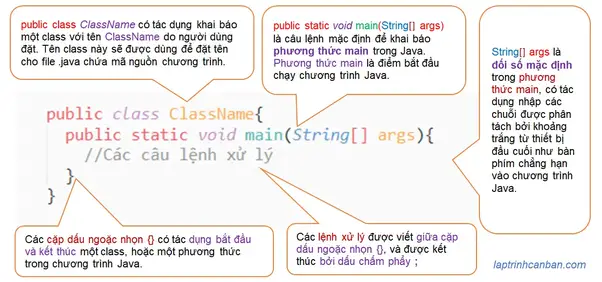 public class ClassName có tác dụng khai báo
một class với tên ClassName do người dùng
đặt. Tên class này sẽ được dùng để đặt tên
cho file .java chứa mã nguồn chương trình.
public static void main(String[] args)
là câu lệnh mặc định để khai báo
phương thức main trong Java.
Phương thức main là điểm bắt đầu
chạy chương trình Java.
String[] args là
đối số mặc định
trong phương
thức main, có tác
dụng nhập các
chuỗi được phân
tách bởi khoảng
trắng từ thiết bị
đầu cuối như bàn
phím chẳng hạn
vào chương trình
Java.
public class ClassName{
public static void main(String[] args){
//Các câu lệnh xử lý
}
}
Các cặp dấu ngoặc nhọn {} có tác dụng bắt đầu
và kết thúc một class, hoặc một phương thức
trong chương trình Java.
Các lệnh xử lý được viết giữa cặp
dấu ngoặc nhọn {}, và được kết
thúc bởi dấu chấm phẩy ;
laptrinhcanban.com